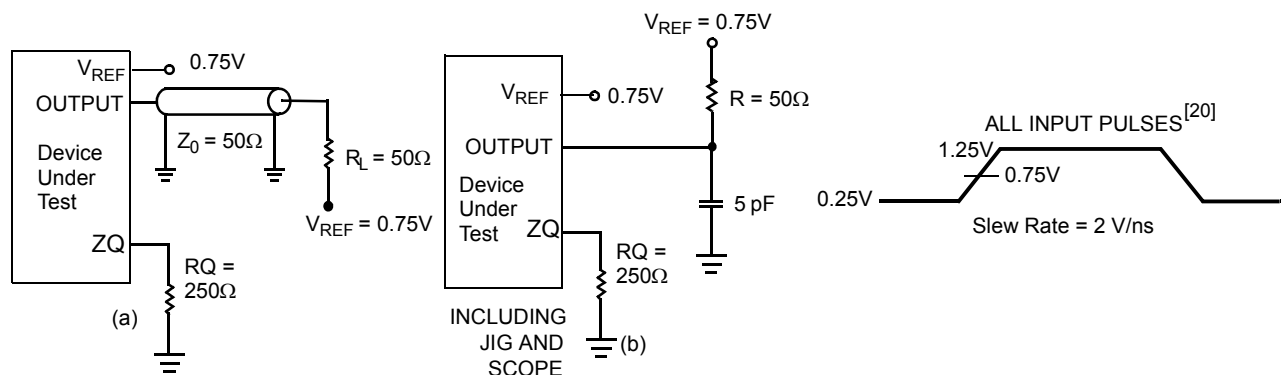 V_REF 0.75V
OUTPUT
Z₀ = 50Ω
Device
Under
Test
R_L = 50Ω
V_REF = 0.75V
ZQ
RQ =
250Ω
(a)
V_REF = 0.75V
V_REF 0.75V
R = 50Ω
OUTPUT
Device
Under
Test
5 pF
ZQ
RQ =
250Ω
INCLUDING
JIG AND
SCOPE
(b)
ALL INPUT PULSES[20]
1.25V
0.75V
0.25V
Slew Rate = 2 V/ns